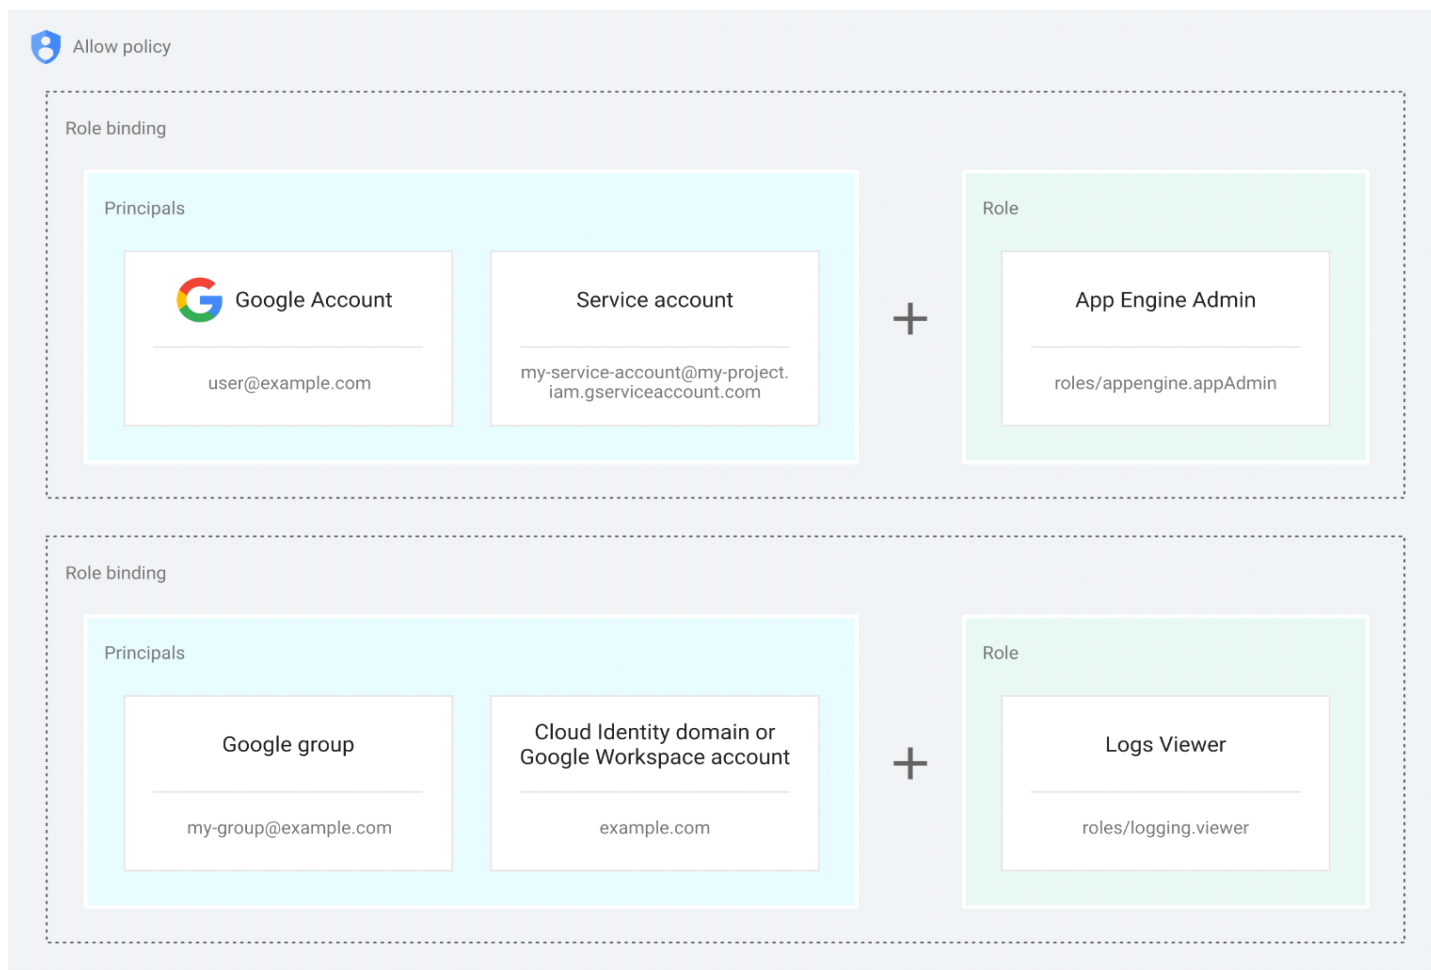 Allow policy
Role binding
Principals
Role
Google Account
Service account
App Engine Admin
user@example.com
my-service-account@my-project.
iam.gserviceaccount.com
roles/appengine.appAdmin
Role binding
Principals
Role
Google group
Cloud Identity domain or
Google Workspace account
Logs Viewer
my-group@example.com
example.com
roles/logging.viewer